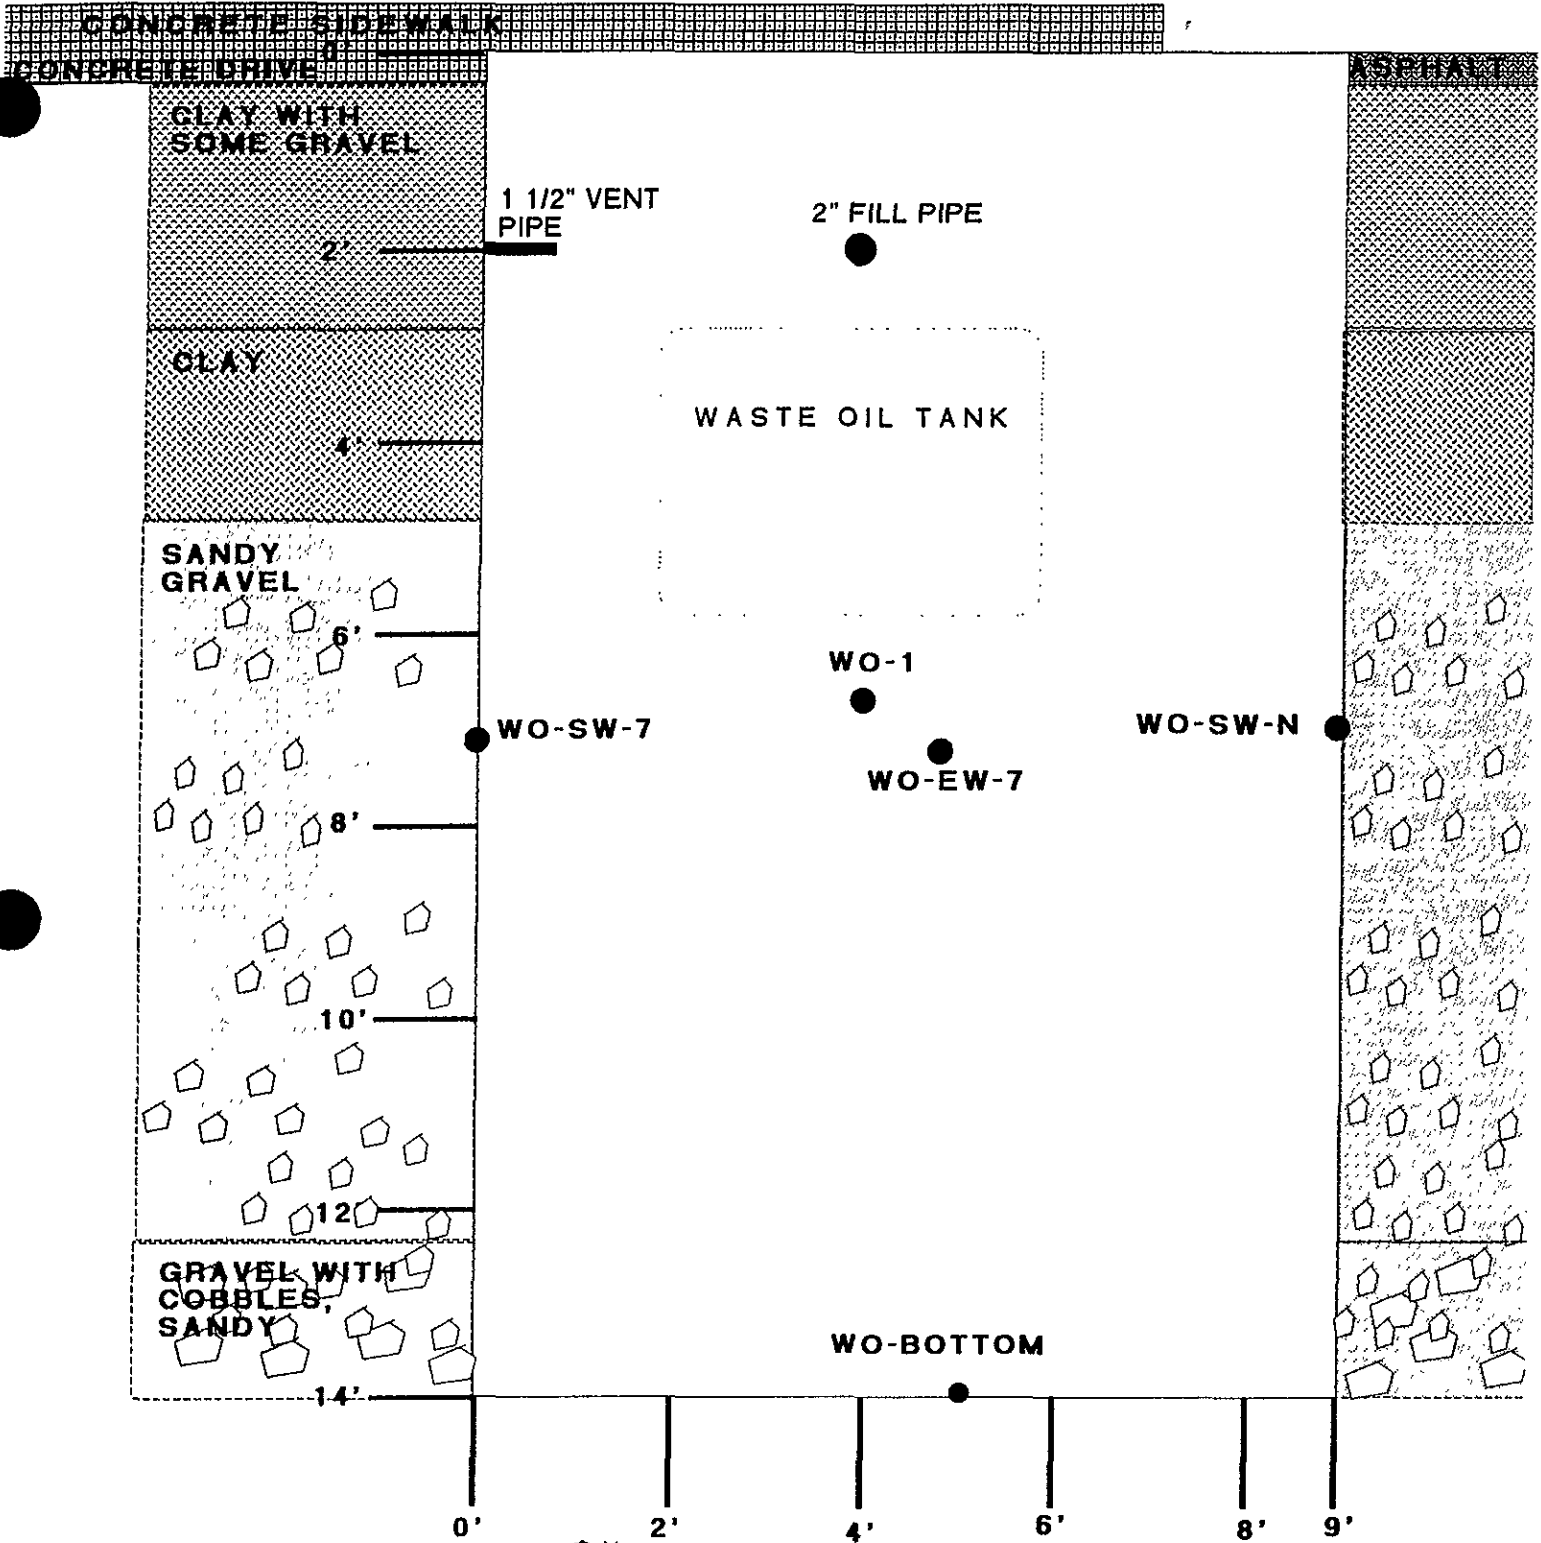 CONCRETE SIDEWALK
0'
CONCRETE DRIVE
ASPHALT
CLAY WITH
SOME GRAVEL
1 1/2" VENT
PIPE
2" FILL PIPE
2'
CLAY
WASTE OIL TANK
4'
SANDY
GRAVEL
6'
WO-1
WO-SW-7
WO-SW-N
WO-EW-7
8'
10'
12'
GRAVEL WITH
COBBLES,
SANDY
WO-BOTTOM
14'
0' 2' 4' 6' 8' 9'